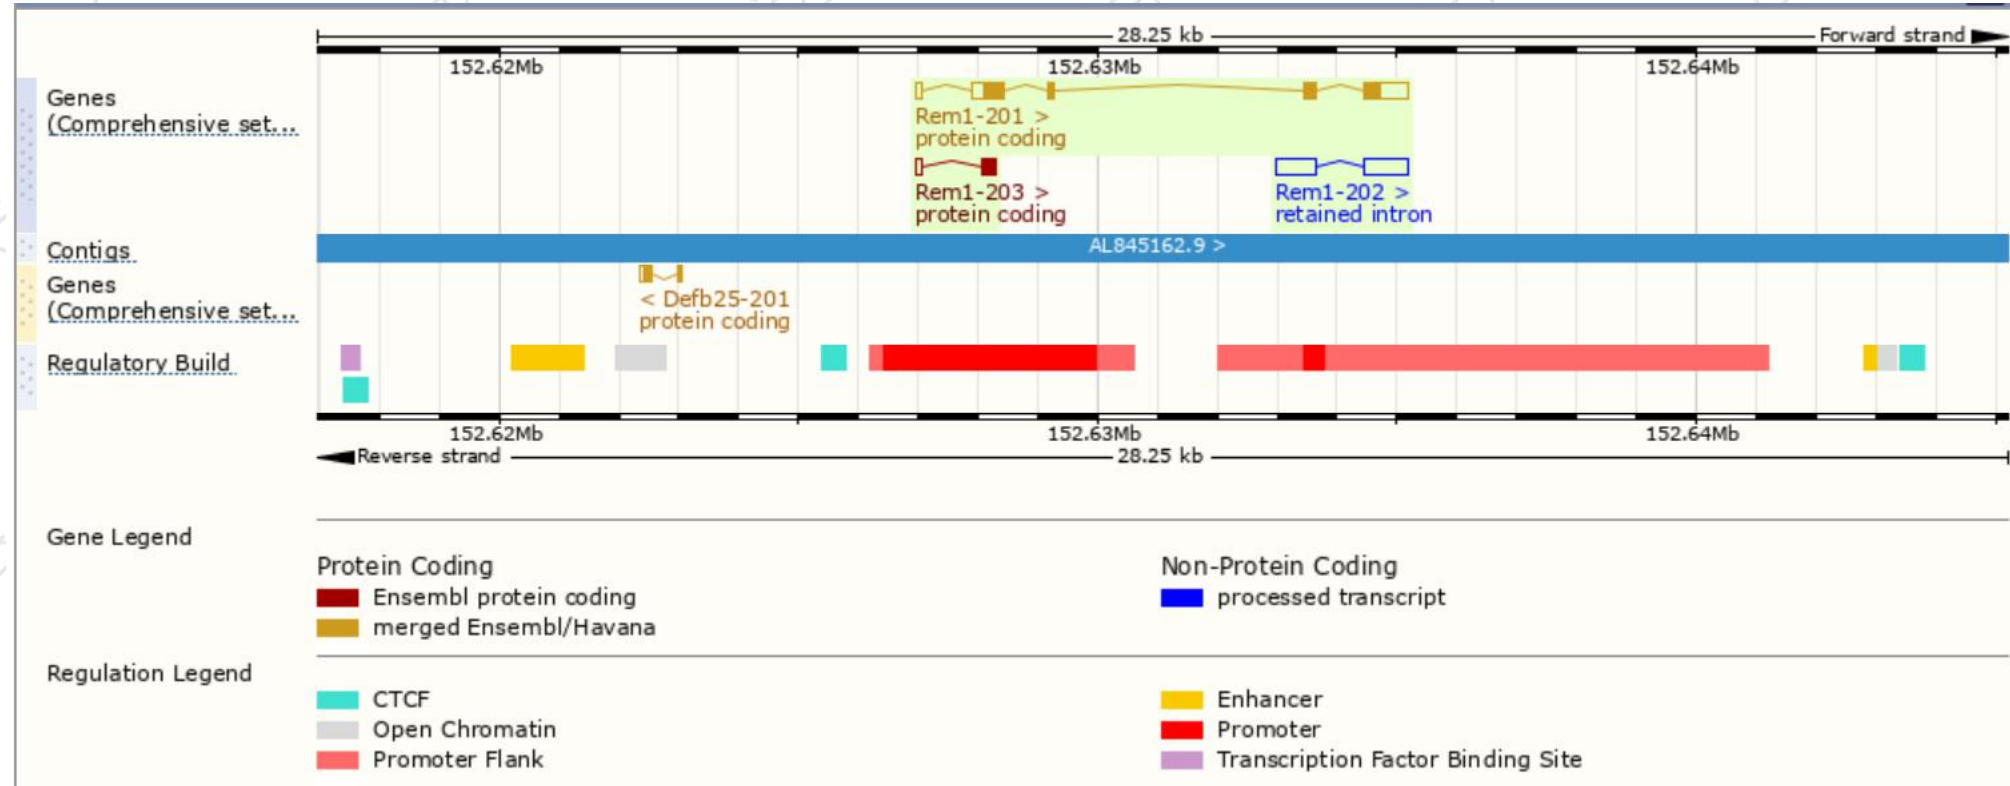 28.25 kb
Forward strand
152.62Mb 152.63Mb 152.64Mb
Genes
(Comprehensive set...
Rem1-201 >
protein coding
Rem1-203 >
protein coding
Rem1-202 >
retained intron
Contigs
AL845162.9 >
Genes
(Comprehensive set...
< Defb25-201
protein coding
Regulatory Build
152.62Mb 152.63Mb 152.64Mb
Reverse strand
28.25 kb
Gene Legend
Protein Coding
Ensembl protein coding
merged Ensembl/Havana
Non-Protein Coding
processed transcript
Regulation Legend
CTCF
Open Chromatin
Promoter Flank
Enhancer
Promoter
Transcription Factor Binding Site